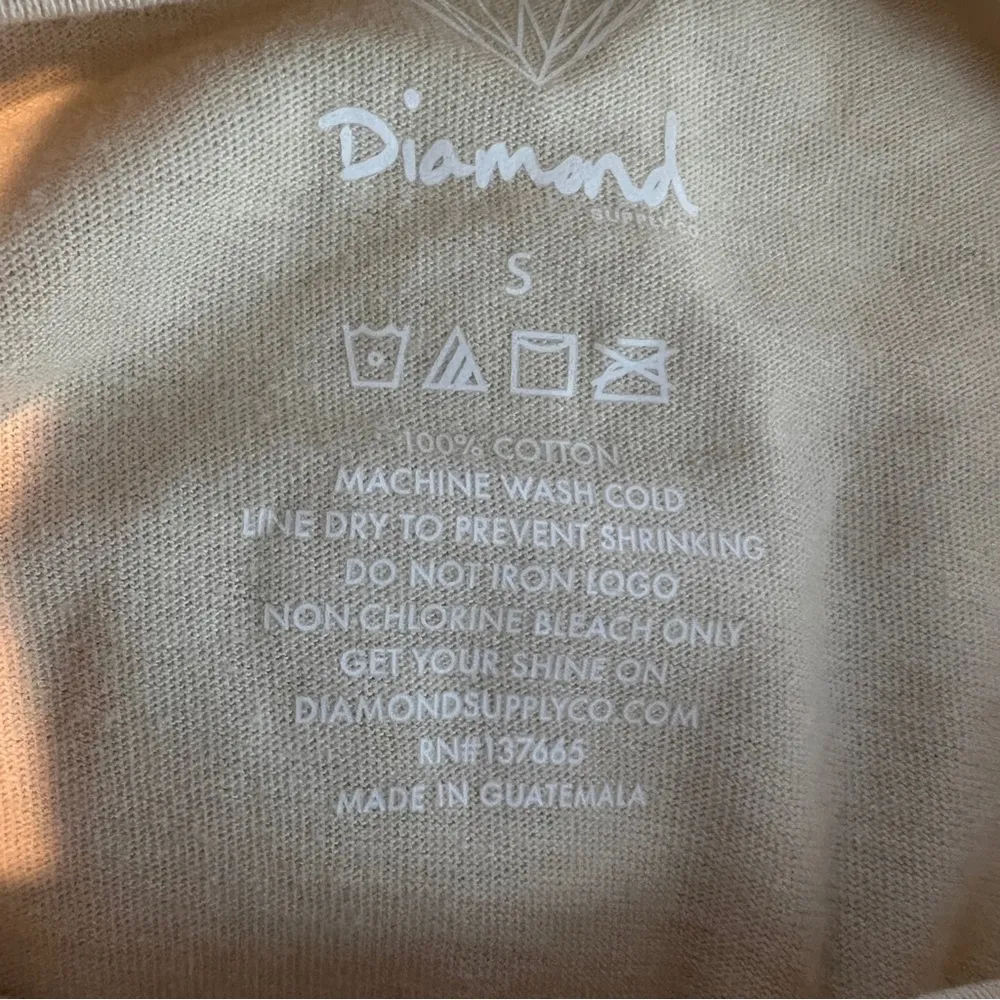 Diamond
SUPPLY CO
S
100% COTTON
MACHINE WASH COLD
LINE DRY TO PREVENT SHRINKING
DO NOT IRON LOGO
NON-CHLORINE BLEACH ONLY
GET YOUR SHINE ON
DIAMONDSUPPLYCO.COM
RN#137665
MADE IN GUATEMALA